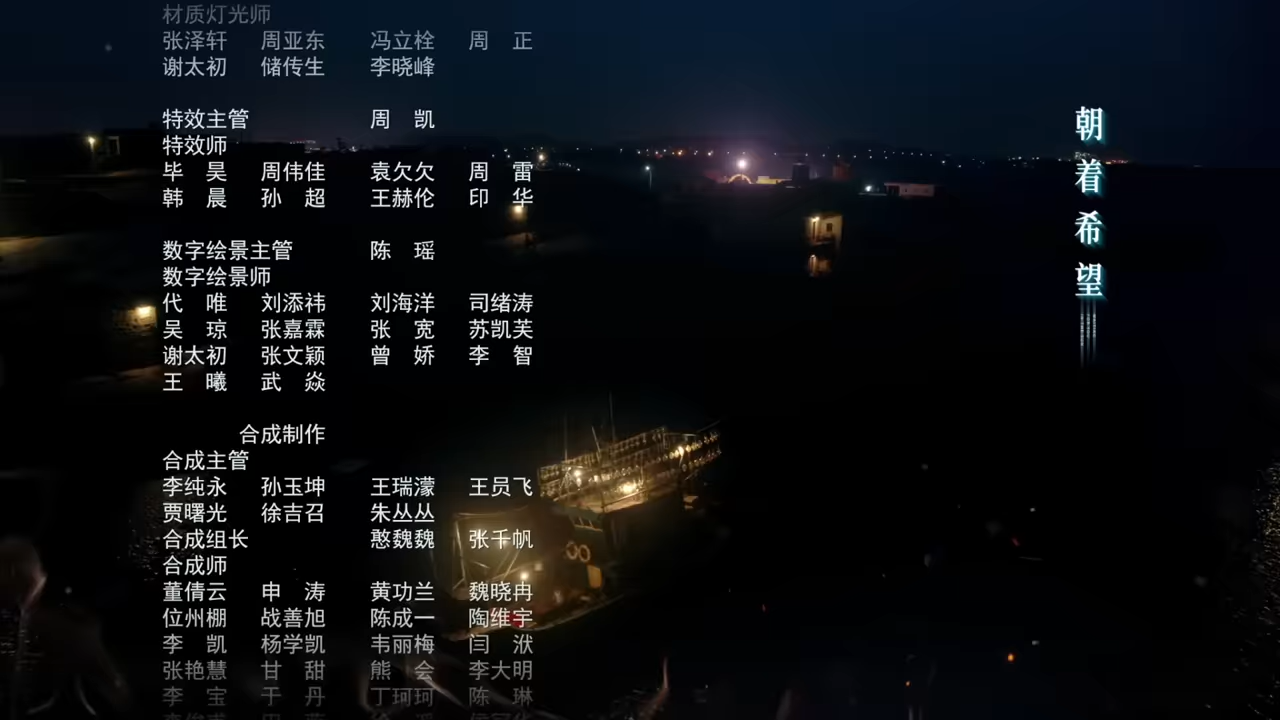 材质灯光师
张泽轩 周亚东 冯立栓 周 正
谢太初 储传生 李晓峰
特效主管 周 凯
特效师
毕 昊 周伟佳 袁欠欠 周 雷
韩 晨 孙 超 王赫伦 印 华
数字绘景主管 陈 瑶
数字绘景师
代 唯 刘添祎 刘海洋 司绪涛
吴 琼 张嘉霖 张 宽 苏凯芙
谢太初 张文颖 曾 娇 李 智
王 曦 武 焱
合成制作
合成主管
李纯永 孙玉坤 王瑞濛 王员飞
贾曙光 徐吉召 朱丛丛
合成组长 憨魏魏 张千帆
合成师
董倩云 申 涛 黄功兰 魏晓冉
位州棚 战善旭 陈成一 陶维宇
李 凯 杨学凯 韦丽梅 闫 洑
张艳慧 甘 甜 熊 会 李大明
李 宝 于 丹 丁珂珂 陈 琳
朝着希望